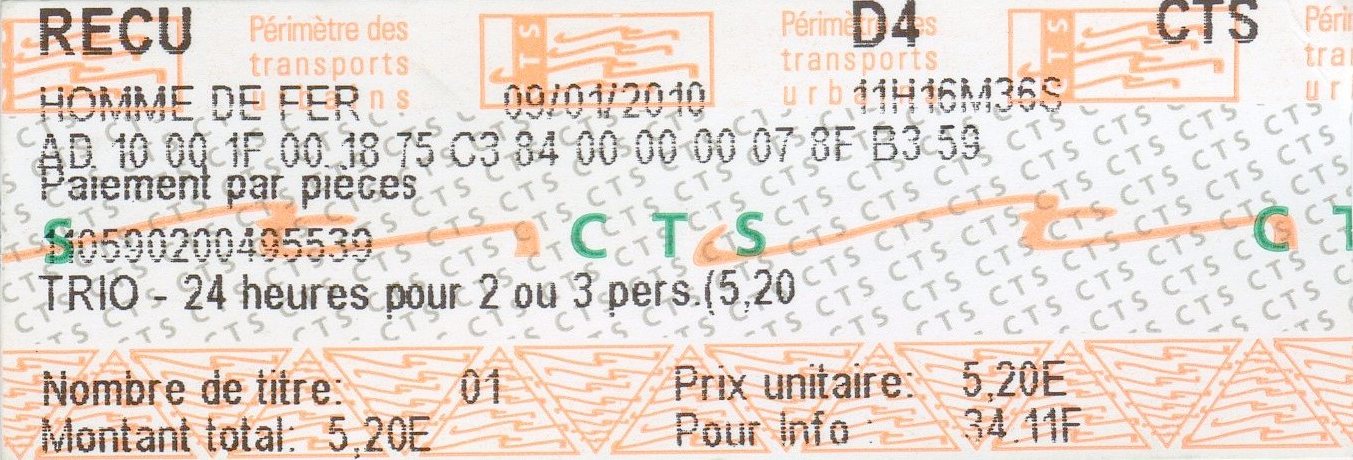 RECU D4 CTS
Périmètre des transports urbains
HOMME DE FER 09/01/2010 11H16M36S
AD 10 00 1F 00 18 75 C3 84 00 00 00 07 8F B3 59
Paiement par pièces
CTS
1105902004 95539
TRIO - 24 heures pour 2 ou 3 pers.(5,20
Nombre de titre: 01 Prix unitaire: 5,20E
Montant total: 5,20E Pour Info : 34.11F